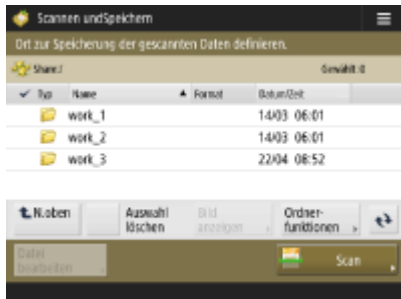 Scannen undSpeichern
Ort zur Speicherung der gescannten Daten definieren.
Share:/ Gewählt:0
Typ Name Format Datum/Zeit
work_1 14/03 06:01
work_2 14/03 06:01
work_3 22/04 08:52
N.oben Auswahl löschen Bild anzeigen Ordner-funktionen
Datei bearbeiten Scan